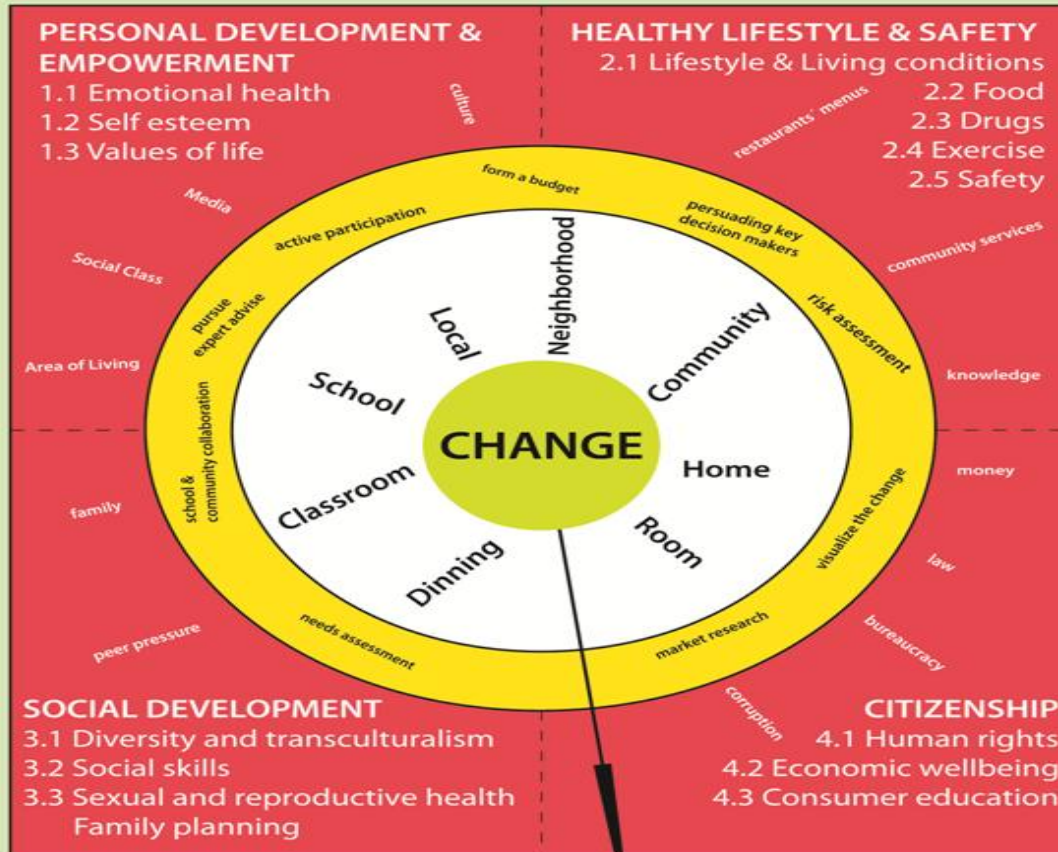 PERSONAL DEVELOPMENT &
EMPOWERMENT
1.1 Emotional health
1.2 Self esteem
1.3 Values of life
HEALTHY LIFESTYLE & SAFETY
2.1 Lifestyle & Living conditions
2.2 Food
2.3 Drugs
2.4 Exercise
2.5 Safety
culture
restaurants´ menus
Media
Social Class
community services
Area of Living
knowledge
form a budget
active participation
persuading key
decision makers
pursue
expert advise
risk assessment
school &
community collaboration
visualize the change
needs assessment
market research
Neighborhood
Local
Community
School
CHANGE
Home
Classroom
Room
Dinning
family
money
law
peer pressure
bureaucracy
corruption
SOCIAL DEVELOPMENT
3.1 Diversity and transculturalism
3.2 Social skills
3.3 Sexual and reproductive health
Family planning
CITIZENSHIP
4.1 Human rights
4.2 Economic wellbeing
4.3 Consumer education